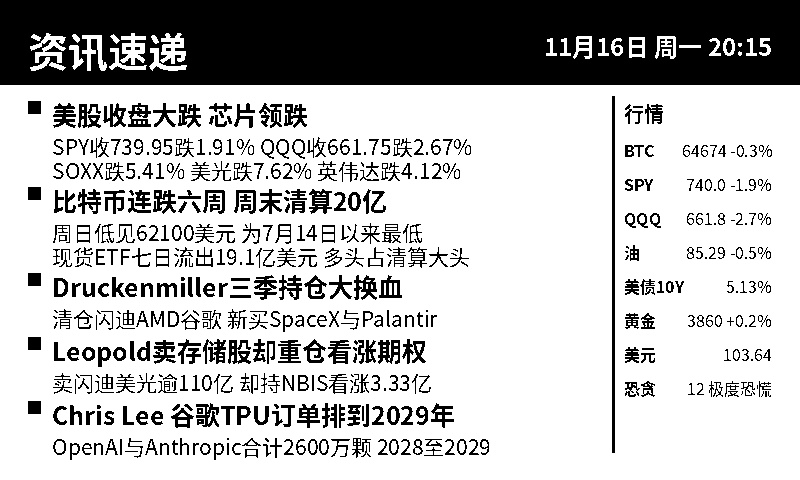 资讯速递
11月16日 周一 20:15
美股收盘大跌 芯片领跌
SPY收739.95跌1.91% QQQ收661.75跌2.67%
SOXX跌5.41% 美光跌7.62% 英伟达跌4.12%
比特币连跌六周 周末清算20亿
周日低见62100美元 为7月14日以来最低
现货ETF七日流出19.1亿美元 多头占清算大头
Druckenmiller三季持仓大换血
清仓闪迪AMD谷歌 新买SpaceX与Palantir
Leopold卖存储股却重仓看涨期权
卖闪迪美光逾110亿 却持NBIS看涨3.33亿
Chris Lee 谷歌TPU订单排到2029年
OpenAI与Anthropic合计2600万颗 2028至2029
行情
BTC 64674 -0.3%
SPY 740.0 -1.9%
QQQ 661.8 -2.7%
油 85.29 -0.5%
美债10Y 5.13%
黄金 3860 +0.2%
美元 103.64
恐贪 12 极度恐慌